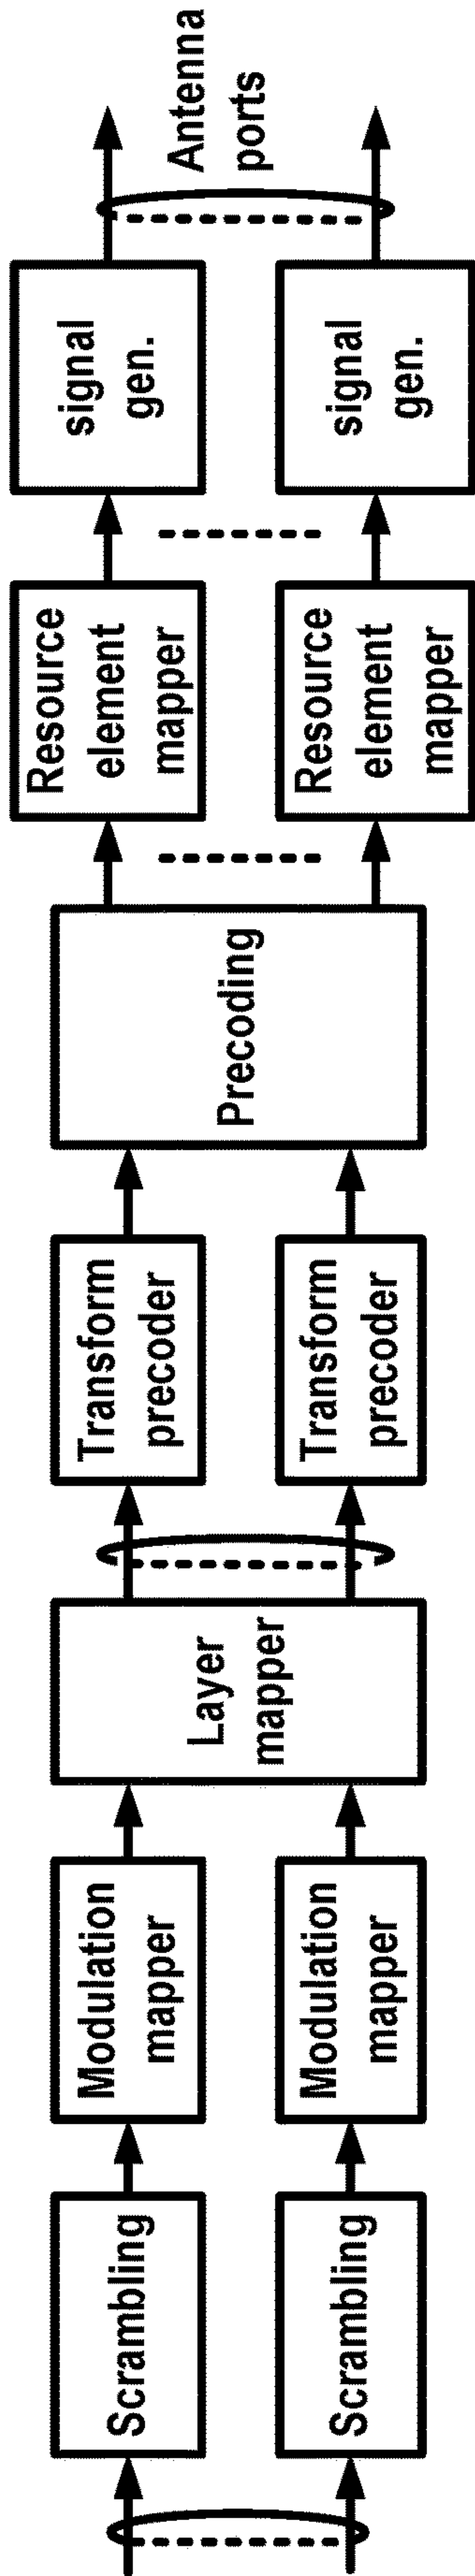 Scrambling
Scrambling
Modulation
mapper
Modulation
mapper
Layer
mapper
Transform
precoder
Transform
precoder
Precoding
Resource
element
mapper
Resource
element
mapper
signal
gen.
signal
gen.
Antenna
ports